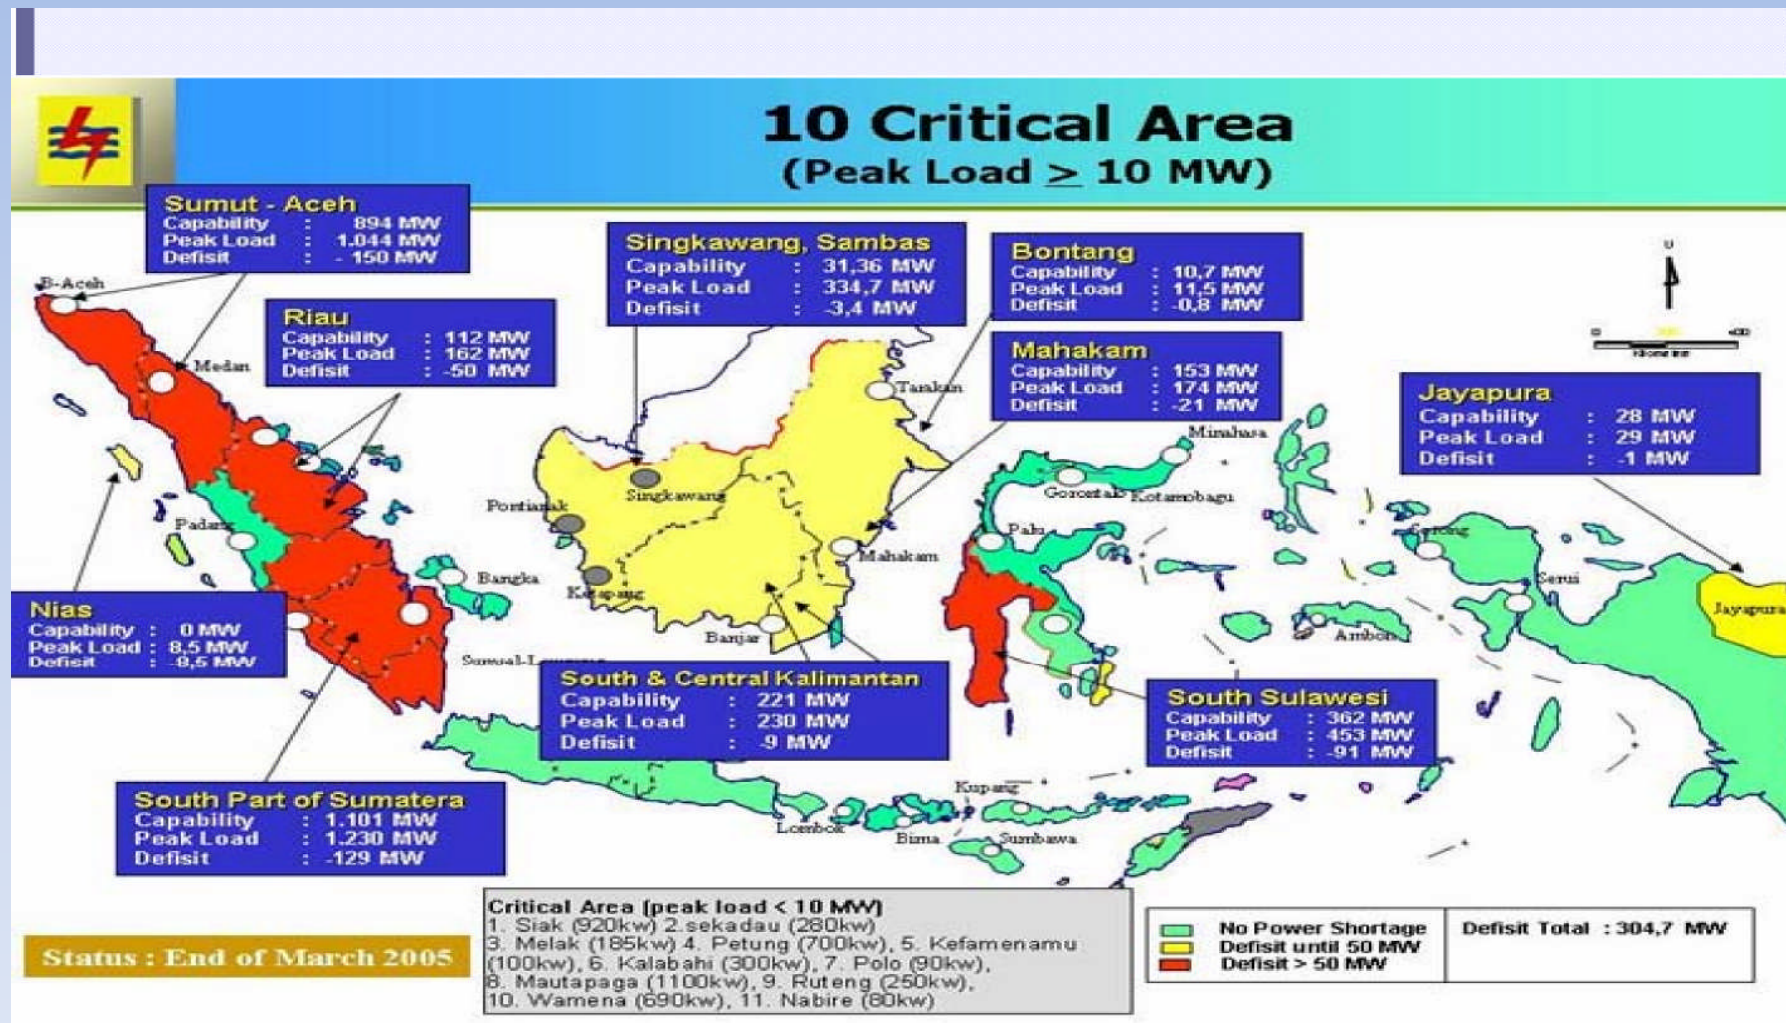 10 Critical Area
(Peak Load ≥ 10 MW)
Sumut - Aceh
Capability : 894 MW
Peak Load : 1.044 MW
Defisit : - 150 MW
Riau
Capability : 112 MW
Peak Load : 162 MW
Defisit : -50 MW
Singkawang, Sambas
Capability : 31,36 MW
Peak Load : 334,7 MW
Defisit : -3,4 MW
Bontang
Capability : 10,7 MW
Peak Load : 11,5 MW
Defisit : -0,8 MW
Mahakam
Capability : 153 MW
Peak Load : 174 MW
Defisit : -21 MW
Jayapura
Capability : 28 MW
Peak Load : 29 MW
Defisit : -1 MW
U
B-Aceh
Medan
Tarakan
Minahasa
Singkawang
Gorontalo
Kotamobagu
Pontianak
Padang
Palu
Sorong
Mahakam
Bangka
Ketapang
Serui
Jayapura
Banjar
Ambon
Nias
Capability : 0 MW
Peak Load : 8,5 MW
Defisit : -8,5 MW
South & Central Kalimantan
Capability : 221 MW
Peak Load : 230 MW
Defisit : -9 MW
South Sulawesi
Capability : 362 MW
Peak Load : 453 MW
Defisit : -91 MW
South Part of Sumatera
Capability : 1.101 MW
Peak Load : 1.230 MW
Defisit : -129 MW
Kupang
Lombok
Bima
Sumbawa
Critical Area (peak load < 10 MW)
1. Siak (920kw) 2.sekadau (280kw)
3. Melak (185kw) 4. Petung (700kw), 5. Kefamenamu
(100kw), 6. Kalabahi (300kw), 7. Polo (90kw),
8. Mautapaga (1100kw), 9. Ruteng (250kw),
10. Wamena (690kw), 11. Nabire (80kw)
Status : End of March 2005
No Power Shortage
Defisit until 50 MW
Defisit > 50 MW
Defisit Total : 304,7 MW